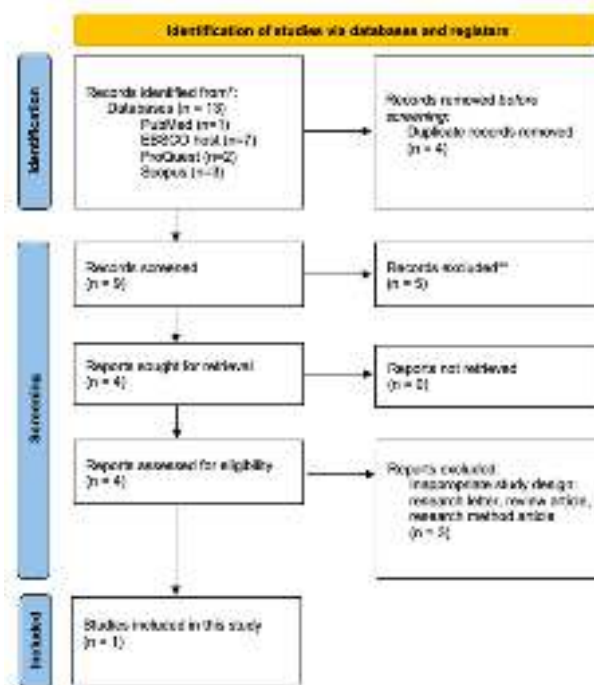 Identification of studies via databases and registers
Identification
Records identified from*:
Databases (n = 13)
PubMed (n=1)
EBSCO host (n=7)
ProQuest (n=2)
Scopus (n=3)
Records removed before
screening:
Duplicate records removed
(n = 4)
Screening
Records screened
(n = 9)
Records excluded**
(n = 5)
Reports sought for retrieval
(n = 4)
Reports not retrieved
(n = 0)
Reports assessed for eligibility
(n = 4)
Reports excluded:
Inappropriate study design:
research letter, review article,
research method article
(n = 3)
Included
Studies included in this study
(n = 1)